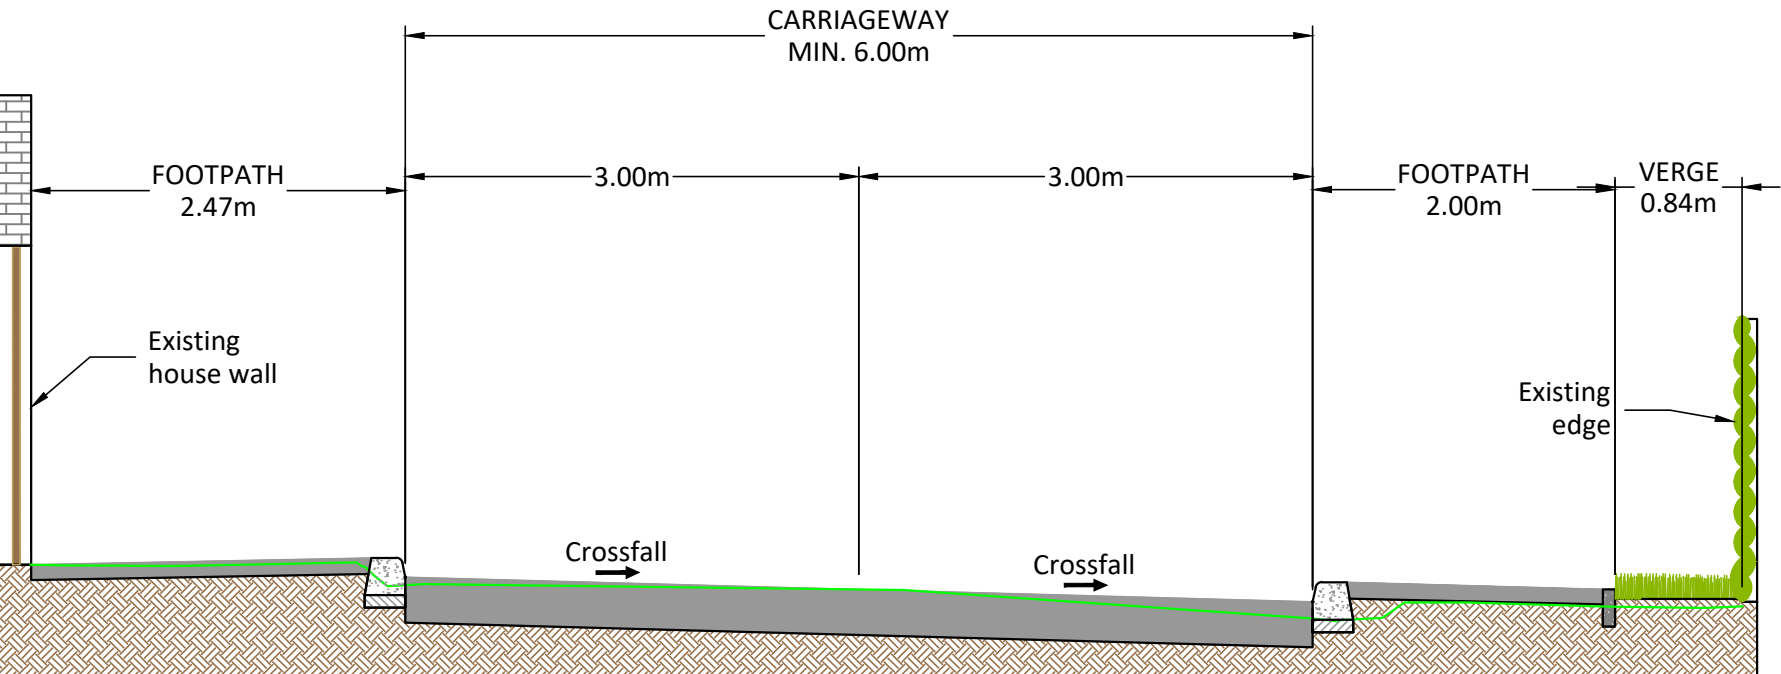 CARRIAGEWAY
MIN. 6.00m
FOOTPATH
2.47m
3.00m
3.00m
FOOTPATH
2.00m
VERGE
0.84m
Existing
house wall
Existing
edge
Crossfall
Crossfall